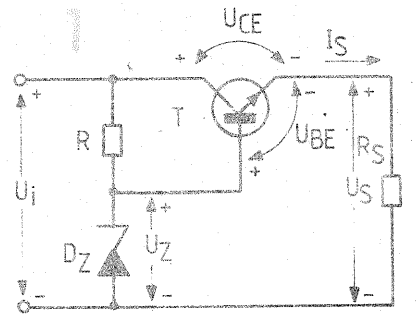 U_CE
+ - I_S
+ - +
R T U_BE R_S
+
U_i + U_S
D_Z U_Z
- - -